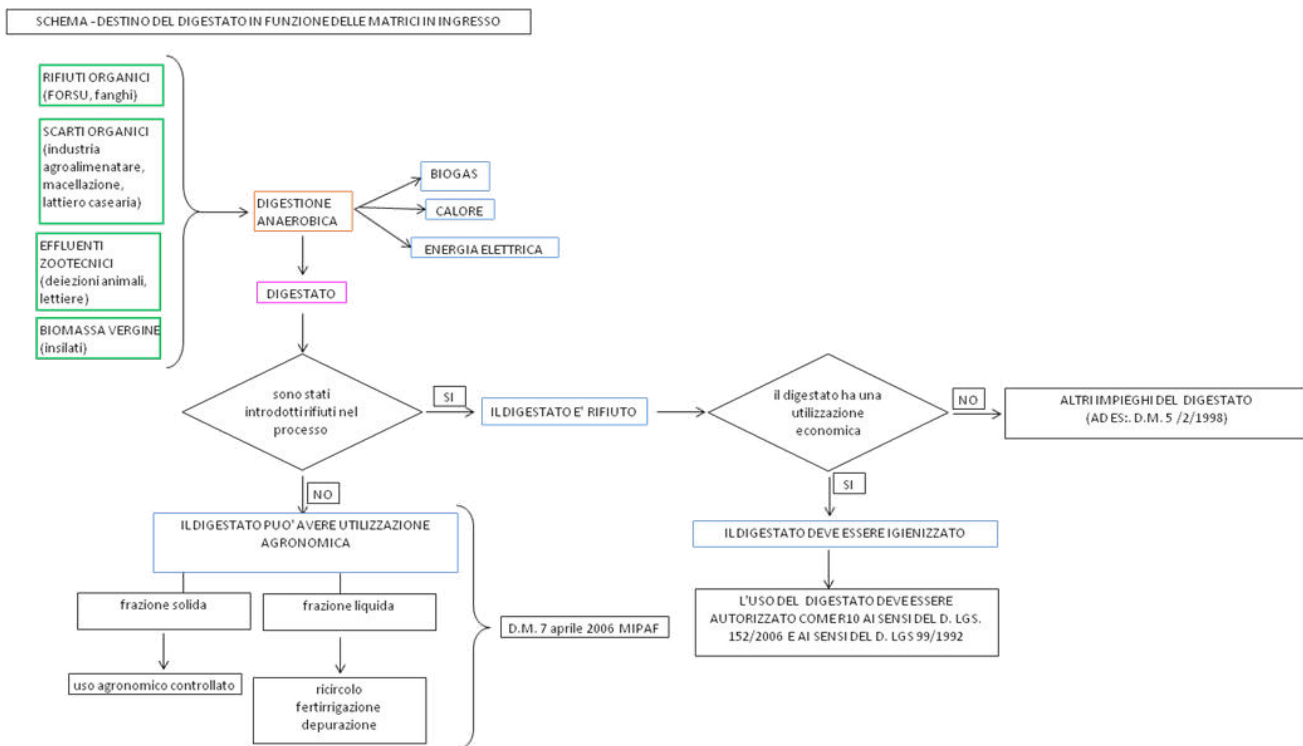 SCHEMA - DESTINO DEL DIGESTATO IN FUNZIONE DELLE MATRICI IN INGRESSO
RIFIUTI ORGANICI
(FORSU, fanghi)
SCARTI ORGANICI
(industria
agroalimenatare,
macellazione,
lattiero casearia)
EFFLUENTI
ZOOTECNICI
(deiezioni animali,
lettiere)
BIOMASSA VERGINE
(insilati)
DIGESTIONE
ANAEROBICA
BIOGAS
CALORE
ENERGIA ELETTRICA
DIGESTATO
sono stati
introdotti rifiuti nel
processo
SI
IL DIGESTATO E' RIFIUTO
il digestato ha una
utilizzazione
economica
NO
ALTRI IMPIEGHI DEL DIGESTATO
(AD ES:. D.M. 5 /2/1998)
NO
SI
IL DIGESTATO PUO' AVERE UTILIZZAZIONE
AGRONOMICA
IL DIGESTATO DEVE ESSERE IGIENIZZATO
frazione solida
frazione liquida
L'USO DEL DIGESTATO DEVE ESSERE
AUTORIZZATO COME R10 AI SENSI DEL D. LGS.
152/2006 E AI SENSI DEL D. LGS 99/1992
D.M. 7 aprile 2006 MIPAF
uso agronomico controllato
ricircolo
fertirrigazione
depurazione